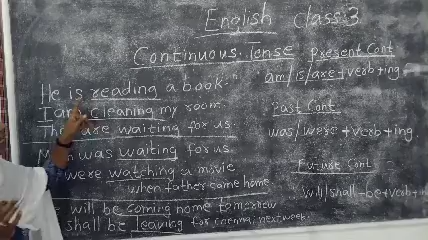 English class:3
Continuous Tense
He is reading a book."
I am cleaning my room.
They are waiting for us.
was waiting for us.
were watching a movie
when father came home
will be coming home tomorrow
shall be leaving for chennai next week.
Present Cont
am/is/are+verb+ing.
Past Cont
was/were+verb+ing.
Future Cont
will/shall-be+verb+in